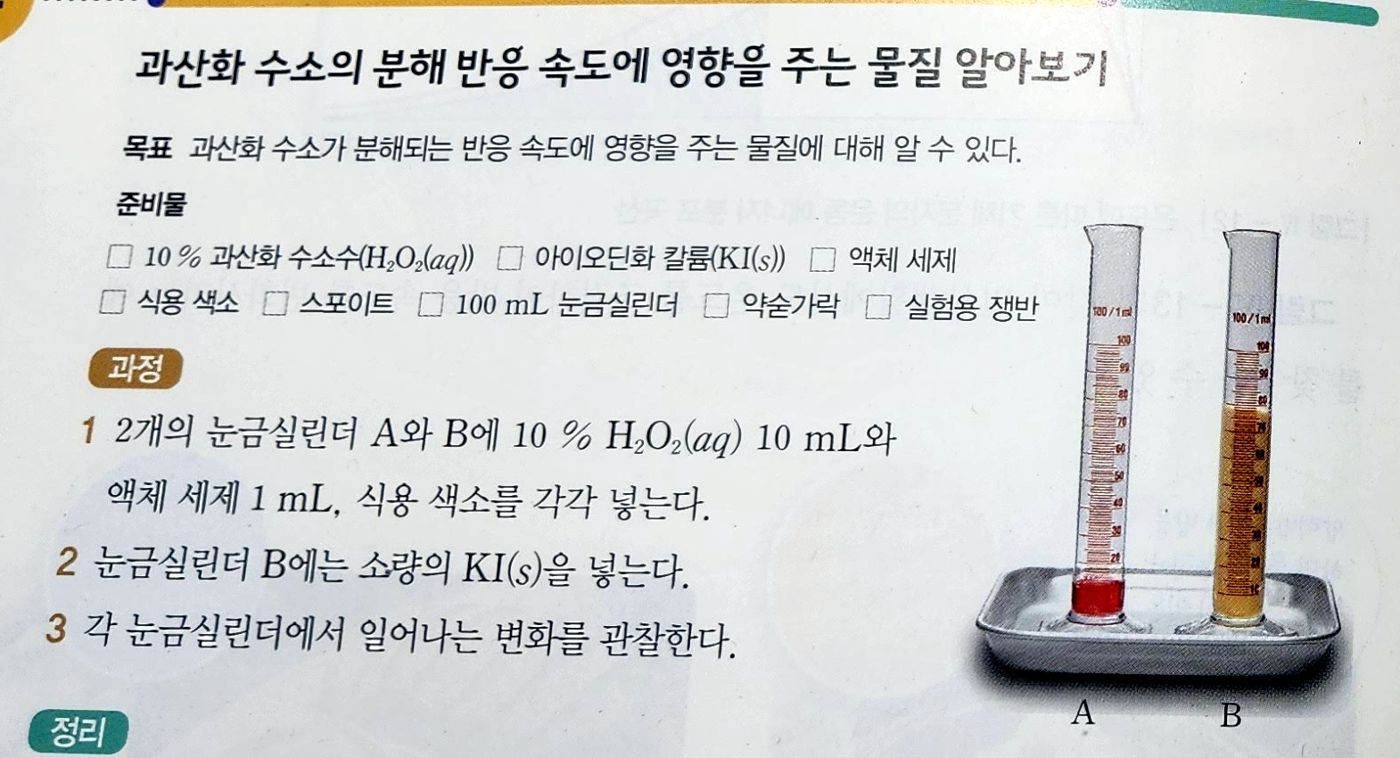 과산화 수소의 분해 반응 속도에 영향을 주는 물질 알아보기
목표 과산화 수소가 분해되는 반응 속도에 영향을 주는 물질에 대해 알 수 있다.
준비물
□ 10 % 과산화 수소수(H₂O₂(aq)) □ 아이오딘화 칼륨(KI(s)) □ 액체 세제
□ 식용 색소 □ 스포이트 □ 100 mL 눈금실린더 □ 약숟가락 □ 실험용 쟁반
과정
1 2개의 눈금실린더 A와 B에 10 % H₂O₂(aq) 10 mL와
액체 세제 1 mL, 식용 색소를 각각 넣는다.
2 눈금실린더 B에는 소량의 KI(s)을 넣는다.
3 각 눈금실린더에서 일어나는 변화를 관찰한다.
100/1ml
100/1ml
A B
정리